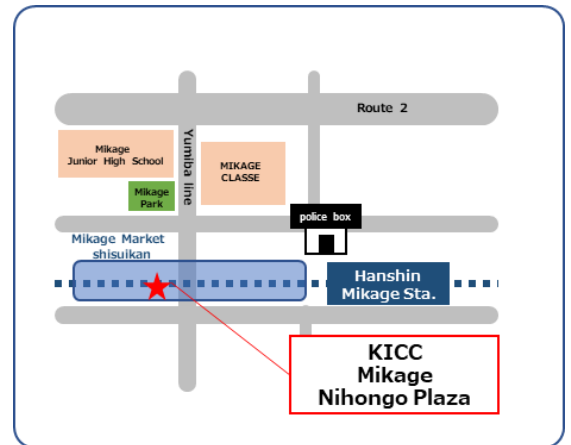 Route 2
Mikage
Junior High School
Yumiba line
MIKAGE
CLASSE
Mikage
Park
police box
Mikage Market
shisuikan
Hanshin
Mikage Sta.
KICC
Mikage
Nihongo Plaza